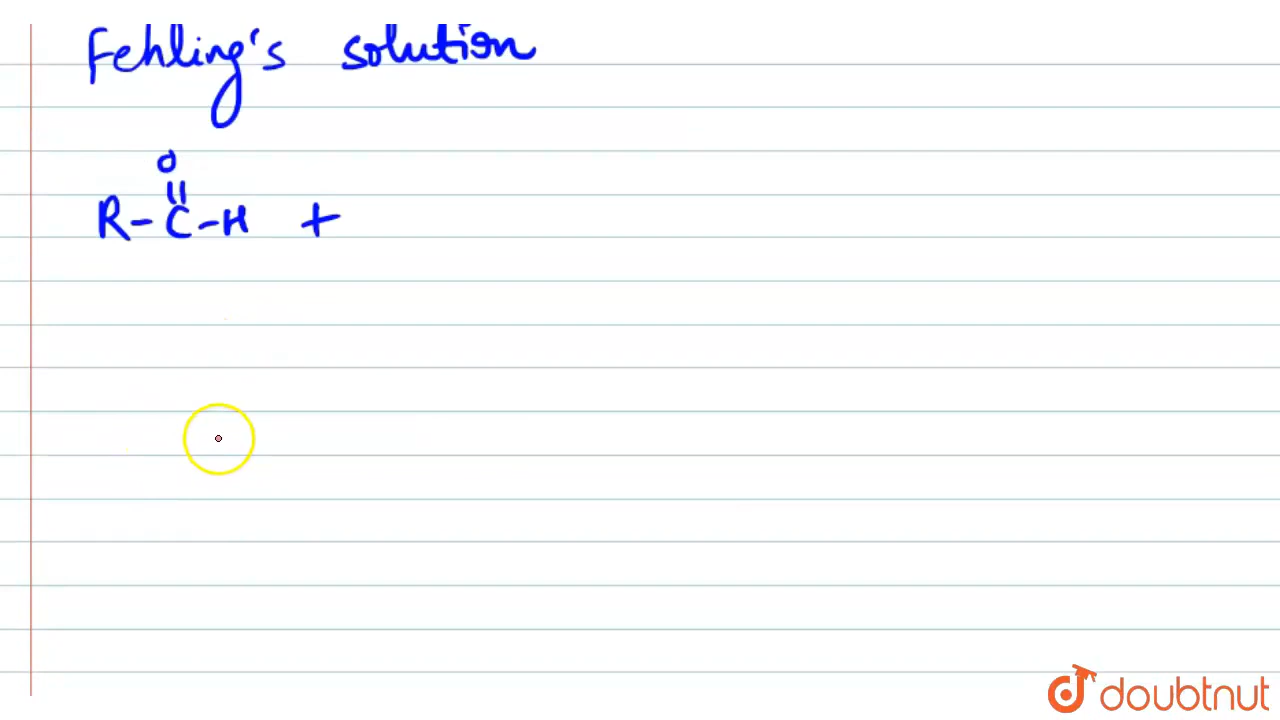 Fehling's solution
O
||
R-C-H +
doubtnut